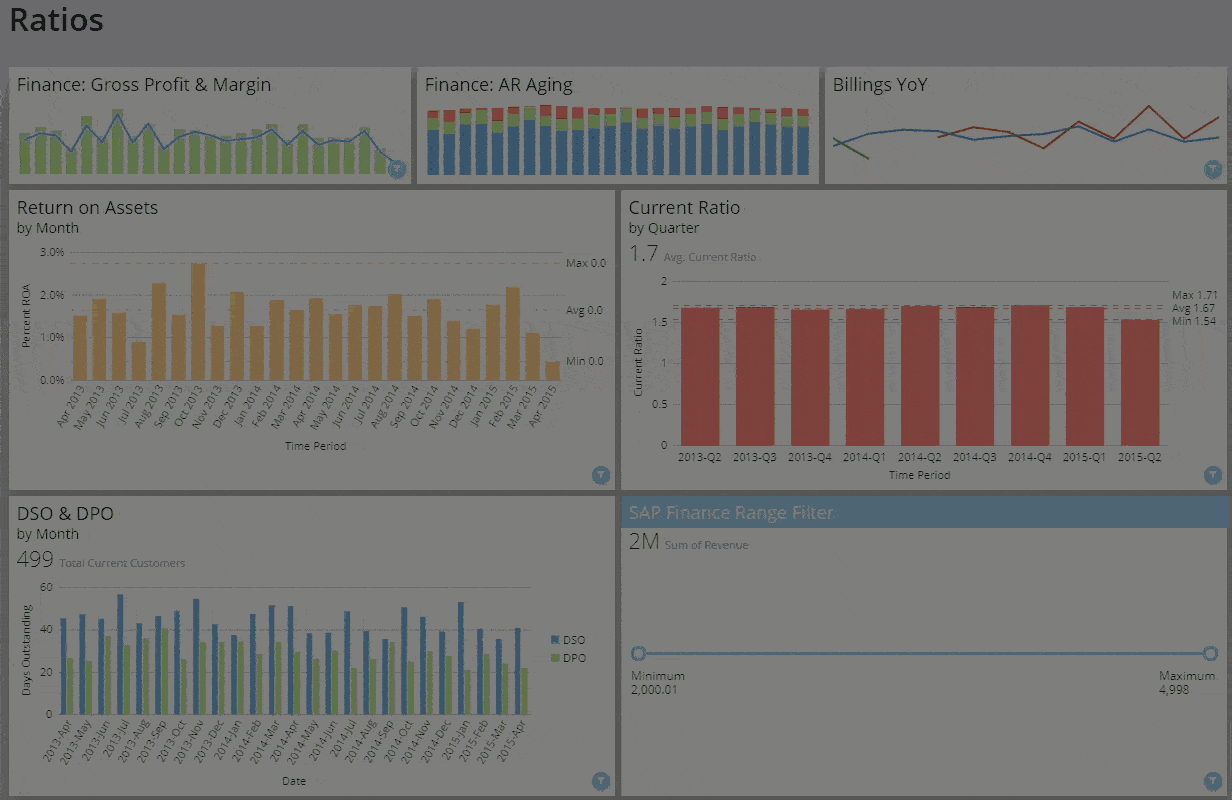 Ratios
Finance: Gross Profit & Margin
Finance: AR Aging
Billings YoY
Return on Assets
by Month
3.0%
2.0%
1.0%
0.0%
Percent ROA
Max 0.0
Avg 0.0
Min 0.0
Apr 2013
May 2013
Jun 2013
Jul 2013
Aug 2013
Sep 2013
Oct 2013
Nov 2013
Dec 2013
Jan 2014
Feb 2014
Mar 2014
Apr 2014
May 2014
Jun 2014
Jul 2014
Aug 2014
Sep 2014
Oct 2014
Nov 2014
Dec 2014
Jan 2015
Feb 2015
Mar 2015
Apr 2015
Time Period
Current Ratio
by Quarter
1.7 Avg. Current Ratio
2
1.5
1
0.5
0
Current Ratio
Max 1.71
Avg 1.67
Min 1.54
2013-Q2 2013-Q3 2013-Q4 2014-Q1 2014-Q2 2014-Q3 2014-Q4 2015-Q1 2015-Q2
Time Period
DSO & DPO
by Month
499 Total Current Customers
60
40
20
0
Days Outstanding
DSO
DPO
2013-Apr
2013-May
2013-Jun
2013-Jul
2013-Aug
2013-Sep
2013-Oct
2013-Nov
2013-Dec
2014-Jan
2014-Feb
2014-Mar
2014-Apr
2014-May
2014-Jun
2014-Jul
2014-Aug
2014-Sep
2014-Oct
2014-Nov
2014-Dec
2015-Jan
2015-Feb
2015-Mar
2015-Apr
Date
SAP Finance Range Filter
2M Sum of Revenue
Minimum
2,000.01
Maximum
4,998